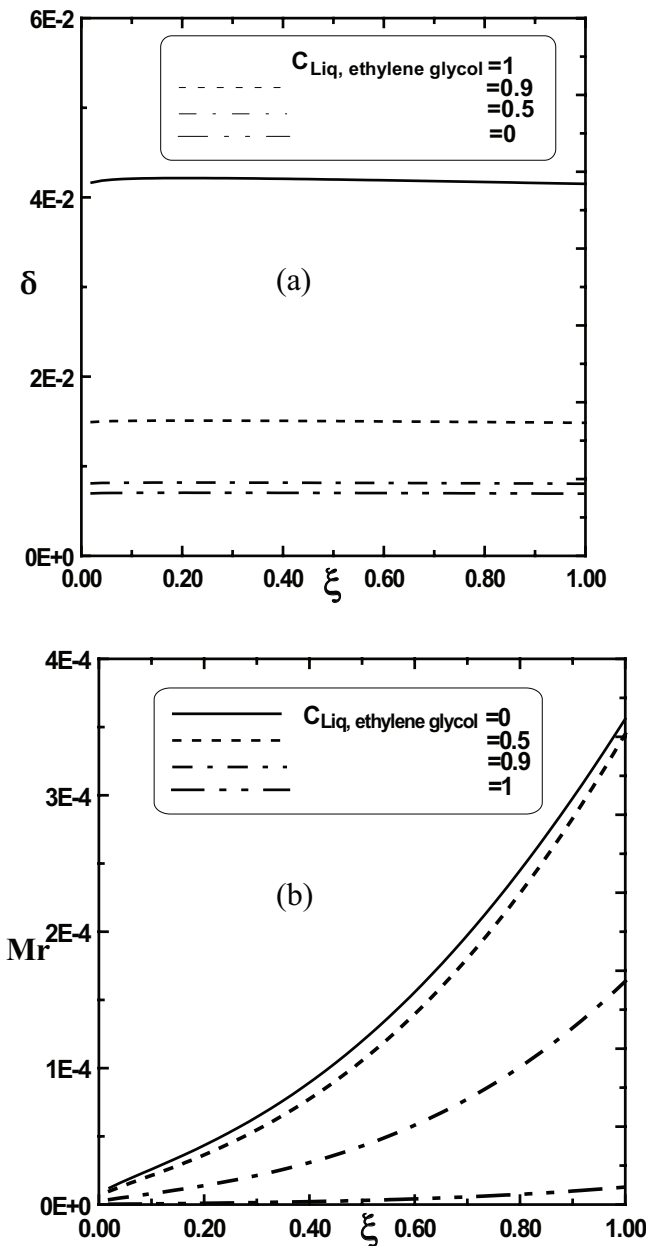 6E-2
C Liq, ethylene glycol =1
=0.9
=0.5
=0
4E-2
δ
(a)
2E-2
0E+0
0.00 0.20 0.40 0.60 0.80 1.00
ξ
4E-4
C Liq, ethylene glycol =0
=0.5
=0.9
=1
3E-4
(b)
2E-4
Mr
1E-4
0E+0
0.00 0.20 0.40 0.60 0.80 1.00
ξ